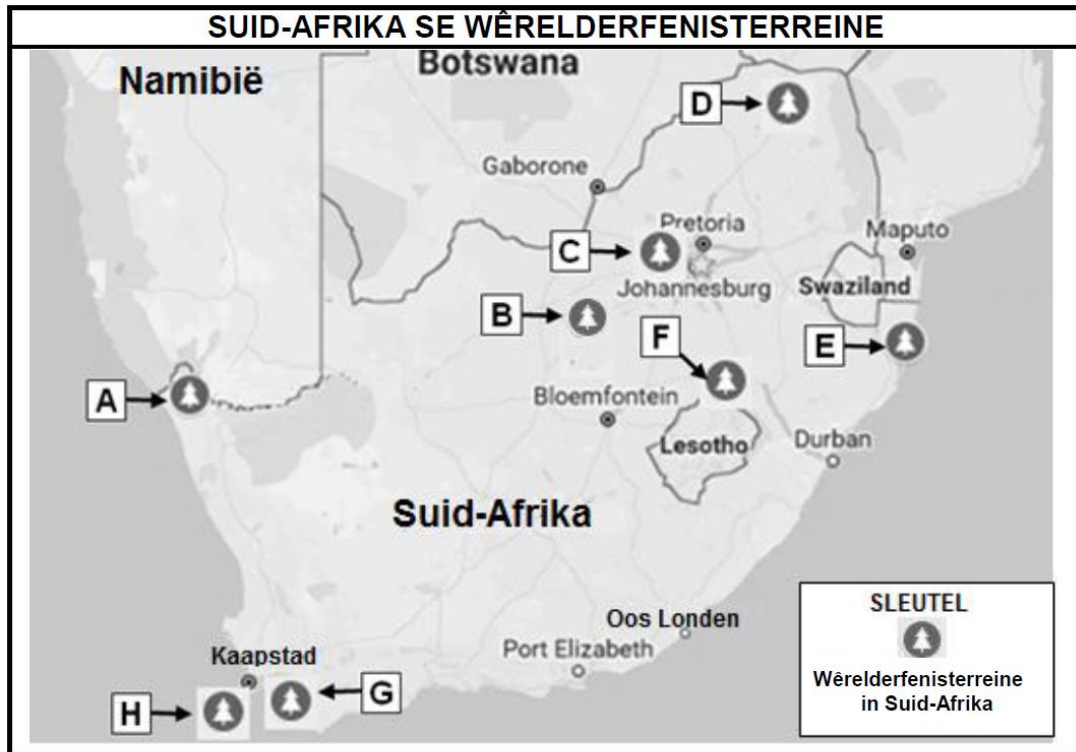 SUID-AFRIKA SE WÊRELDERFENISTERREINE
Namibië
Botswana
D
Gaborone
Pretoria
C
Maputo
Johannesburg
Swaziland
B
F
E
A
Bloemfontein
Lesotho
Durban
Suid-Afrika
Oos Londen
Port Elizabeth
Kaapstad
G
H
SLEUTEL
Wêrelderfenisterreine
in Suid-Afrika